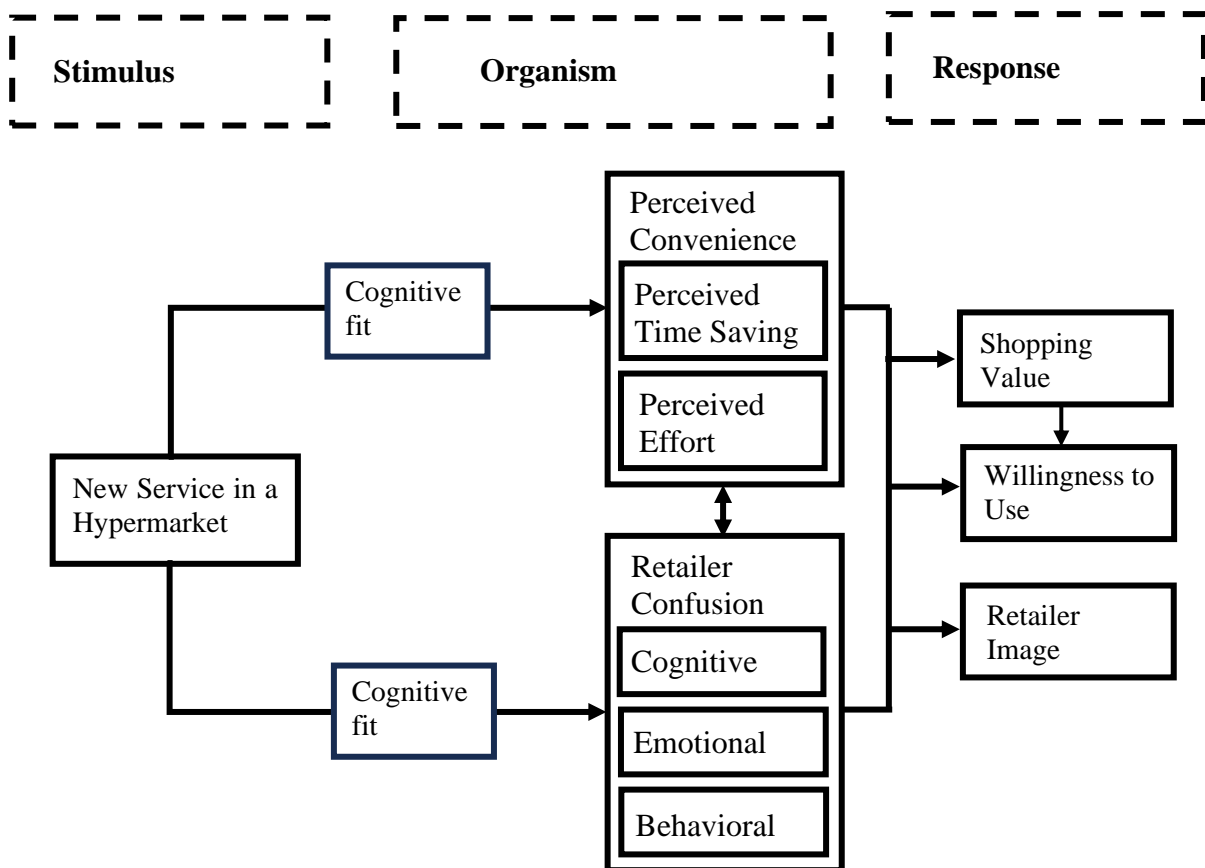 Stimulus
Organism
Response
Perceived
Convenience
Cognitive
fit
Perceived
Time Saving
Shopping
Value
Perceived
Effort
New Service in a
Hypermarket
Willingness to
Use
Retailer
Confusion
Retailer
Image
Cognitive
Cognitive
fit
Emotional
Behavioral